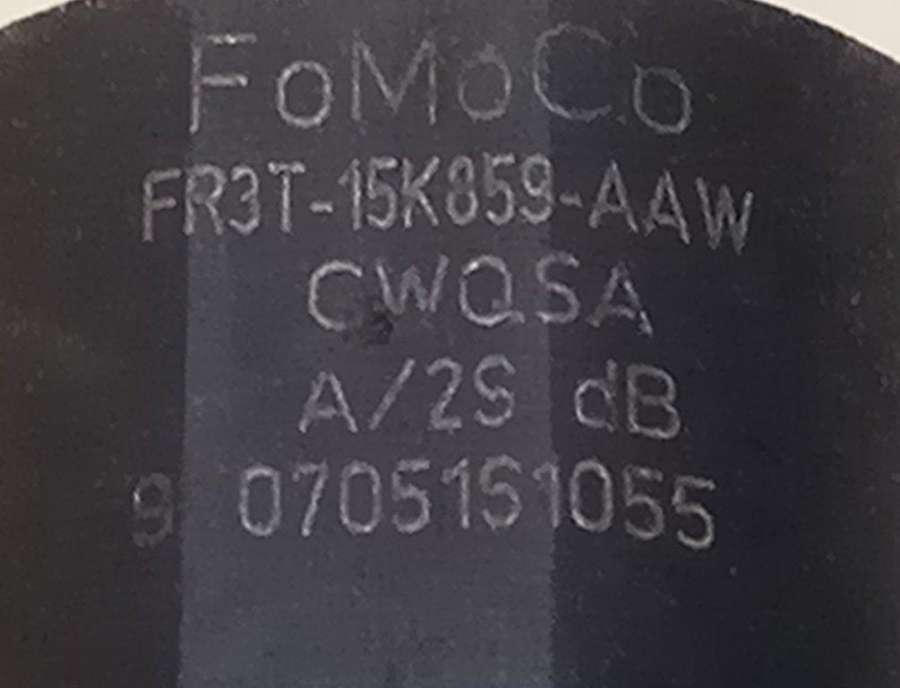 FoMoCo
FR3T-15K859-AAW
CWQSA
A/2S dB
9 0705151055